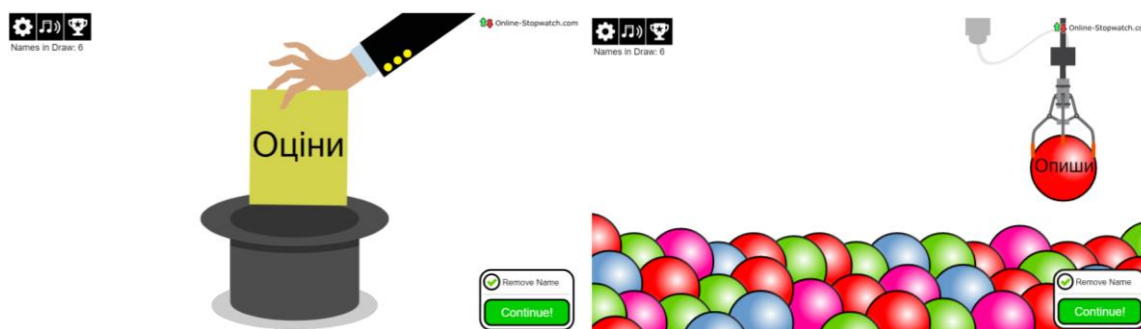 Online-Stopwatch.com
Names in Draw: 6
Оціни
Remove Name
Continue!
Online-Stopwatch.co
Names in Draw: 6
Опиши
Remove Name
Continue!